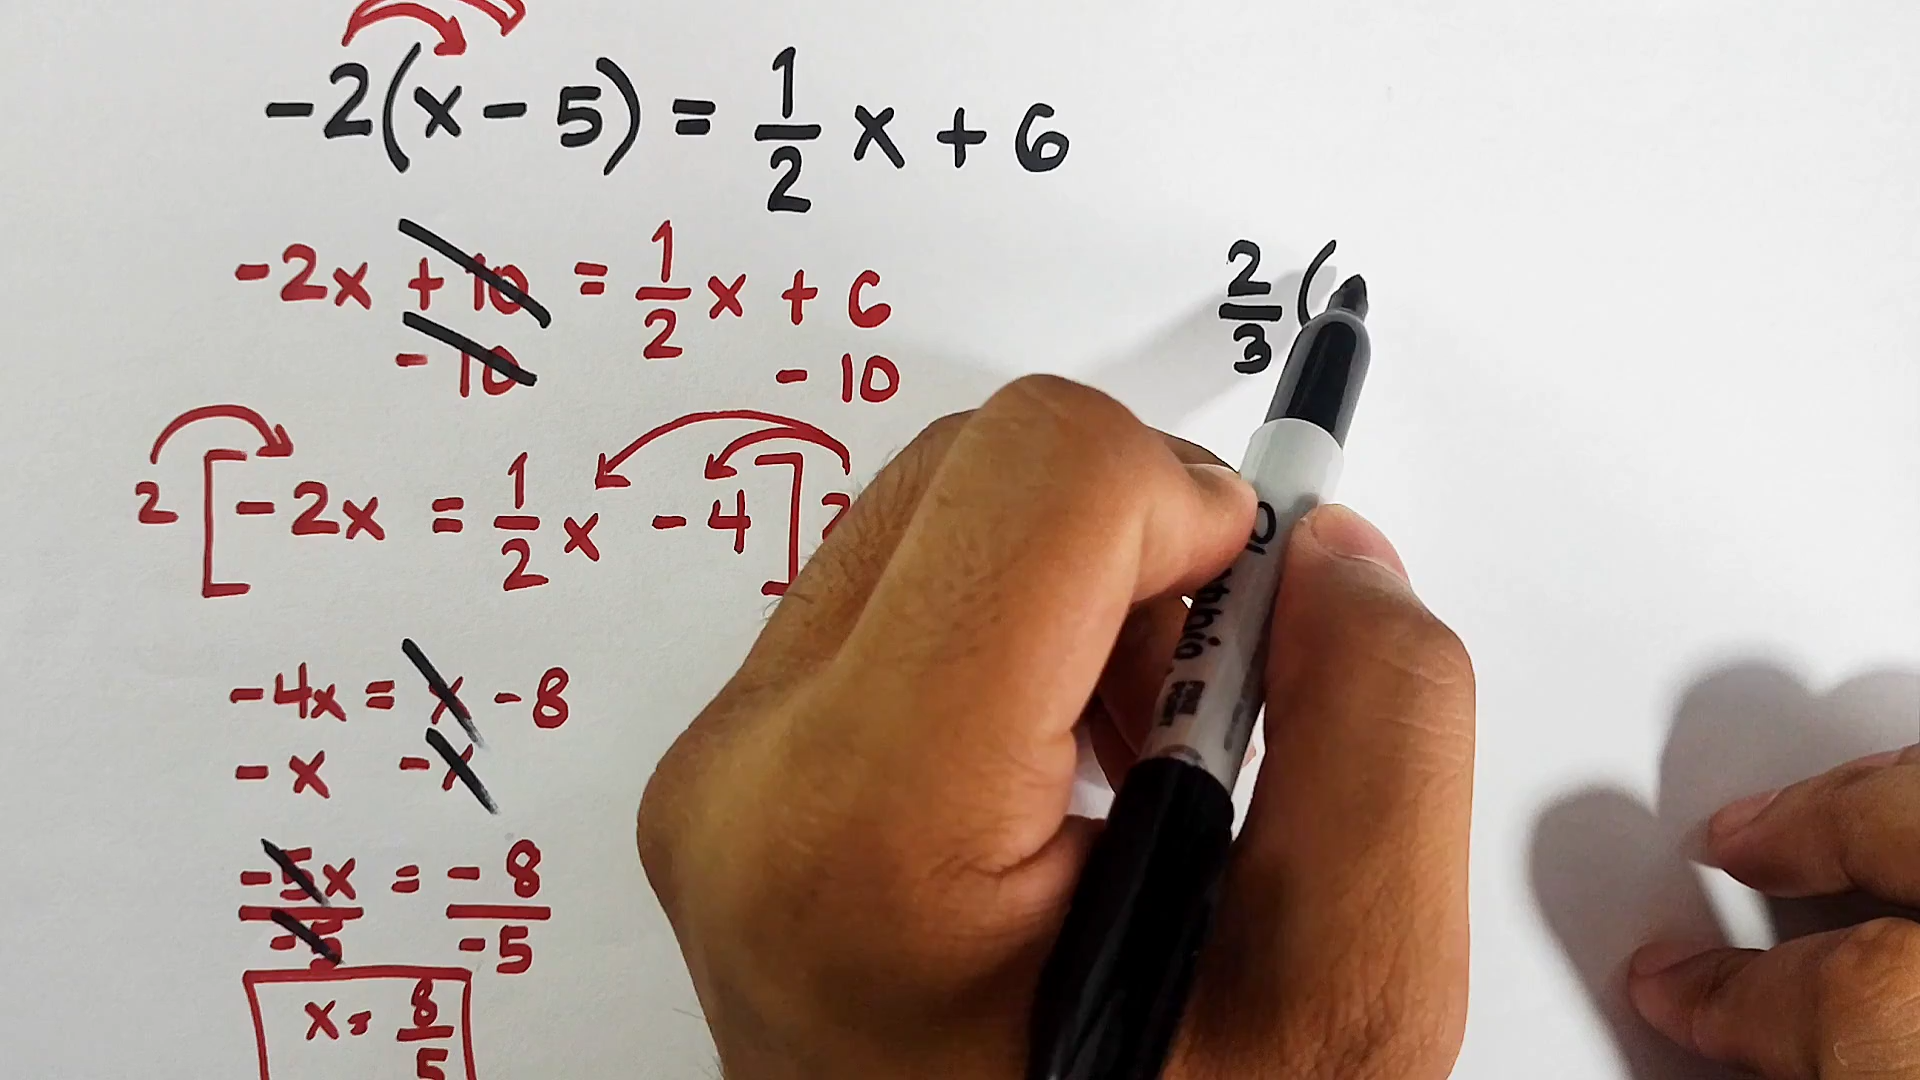 -2(x - 5) = 1/2 x + 6
-2x + 10 = 1/2 x + 6
- 10 - 10
2[-2x = 1/2 x - 4]
-4x = x - 8
- x - x
-5x/-5 = -8/-5
x = 8/5
2/3 (